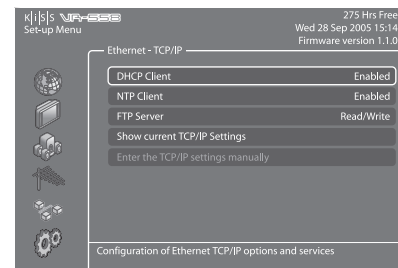 KISS VR-558
275 Hrs Free
Set-up Menu
Wed 28 Sep 2005 15:14
Firmware version 1.1.0
Ethernet - TCP/IP
DHCP Client Enabled
NTP Client Enabled
FTP Server Read/Write
Show current TCP/IP Settings
Enter the TCP/IP settings manually
Configuration of Ethernet TCP/IP options and services